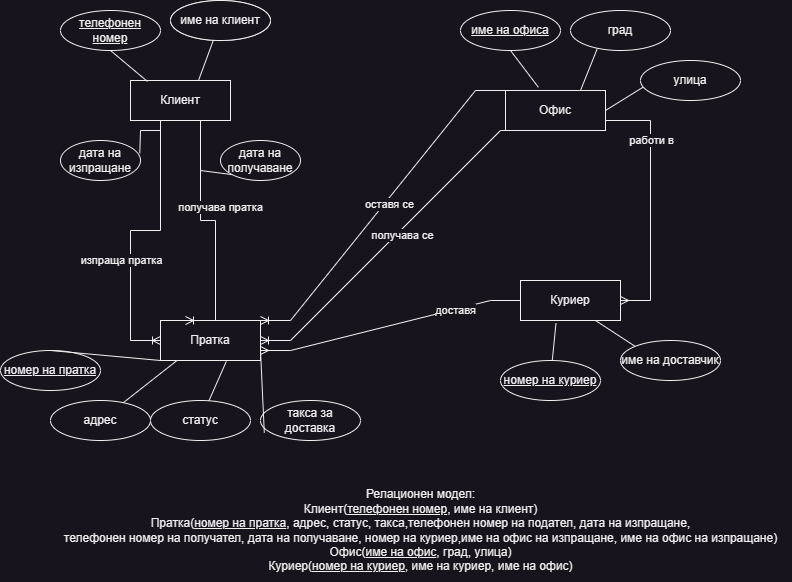 телефонен
номер
име на клиент
име на офиса
град
улица
Клиент
Офис
дата на
изпращане
дата на
получаване
работи в
получава пратка
оставя се
получава се
изпраща пратка
доставя
Куриер
Пратка
номер на пратка
име на доставчик
номер на куриер
адрес
статус
такса за
доставка
Релационен модел:
Клиент(телефонен номер, име на клиент)
Пратка(номер на пратка, адрес, статус, такса,телефонен номер на подател, дата на изпращане,
телефонен номер на получател, дата на получаване, номер на куриер,име на офис на изпращане, име на офис на изпращане)
Офис(име на офис, град, улица)
Куриер(номер на куриер, име на куриер, име на офис)